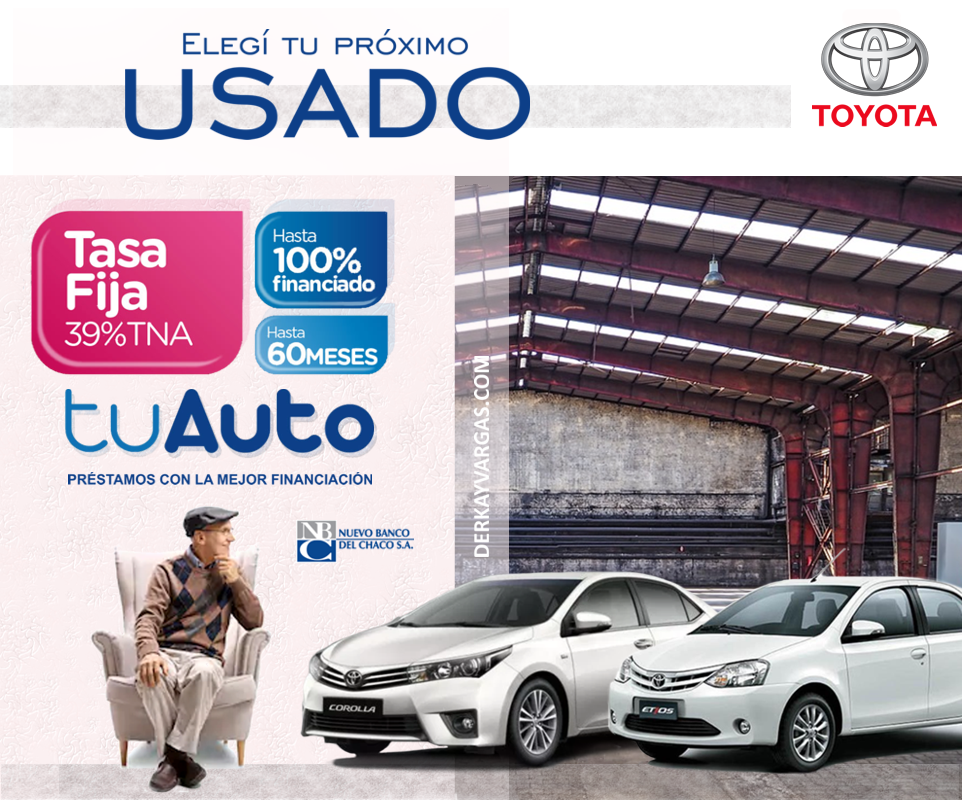 ELEGÍ TU PRÓXIMO
USADO
TOYOTA
Tasa
Fija
39%TNA
Hasta
100%
financiado
Hasta
60MESES
tuAuto
PRÉSTAMOS CON LA MEJOR FINANCIACIÓN
NBC
NUEVO BANCO
DEL CHACO S.A.
DERKAYVARGAS.COM
COROLLA
ETIOS